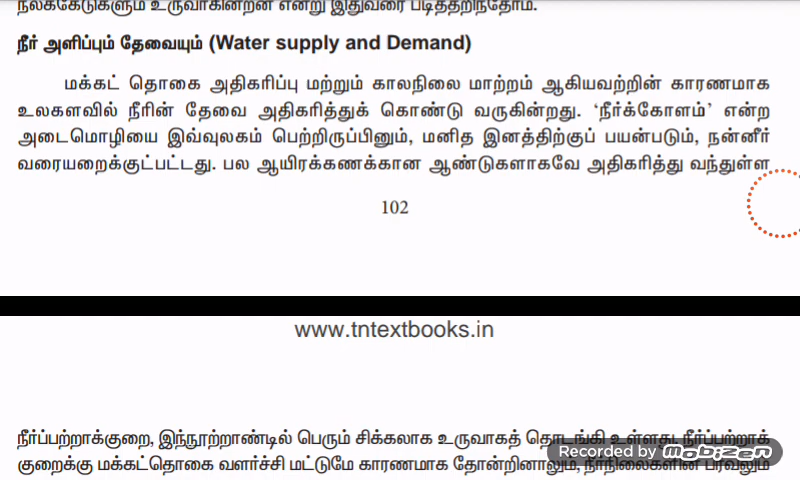 நலக்கேடுகளும் உருவாகின்றன என்று இதுவரை படித்தறிந்தோம்.
நீர் அளிப்பும் தேவையும் (Water supply and Demand)
மக்கட் தொகை அதிகரிப்பு மற்றும் காலநிலை மாற்றம் ஆகியவற்றின் காரணமாக
உலகளவில் நீரின் தேவை அதிகரித்துக் கொண்டு வருகின்றது. ‘நீர்க்கோளம்’ என்ற
அடைமொழியை இவ்வுலகம் பெற்றிருப்பினும், மனித இனத்திற்குப் பயன்படும், நன்னீர்
வரையறைக்குட்பட்டது. பல ஆயிரக்கணக்கான ஆண்டுகளாகவே அதிகரித்து வந்துள்ள
102
www.tntextbooks.in
நீர்ப்பற்றாக்குறை, இந்நூற்றாண்டில் பெரும் சிக்கலாக உருவாகத் தொடங்கி உள்ளது. நீர்ப்பற்றாக்
Recorded by mobizen
குறைக்கு மக்கட்தொகை வளர்ச்சி மட்டுமே காரணமாக தோன்றினாலும், நீர்நிலைகளின் பரவலும்